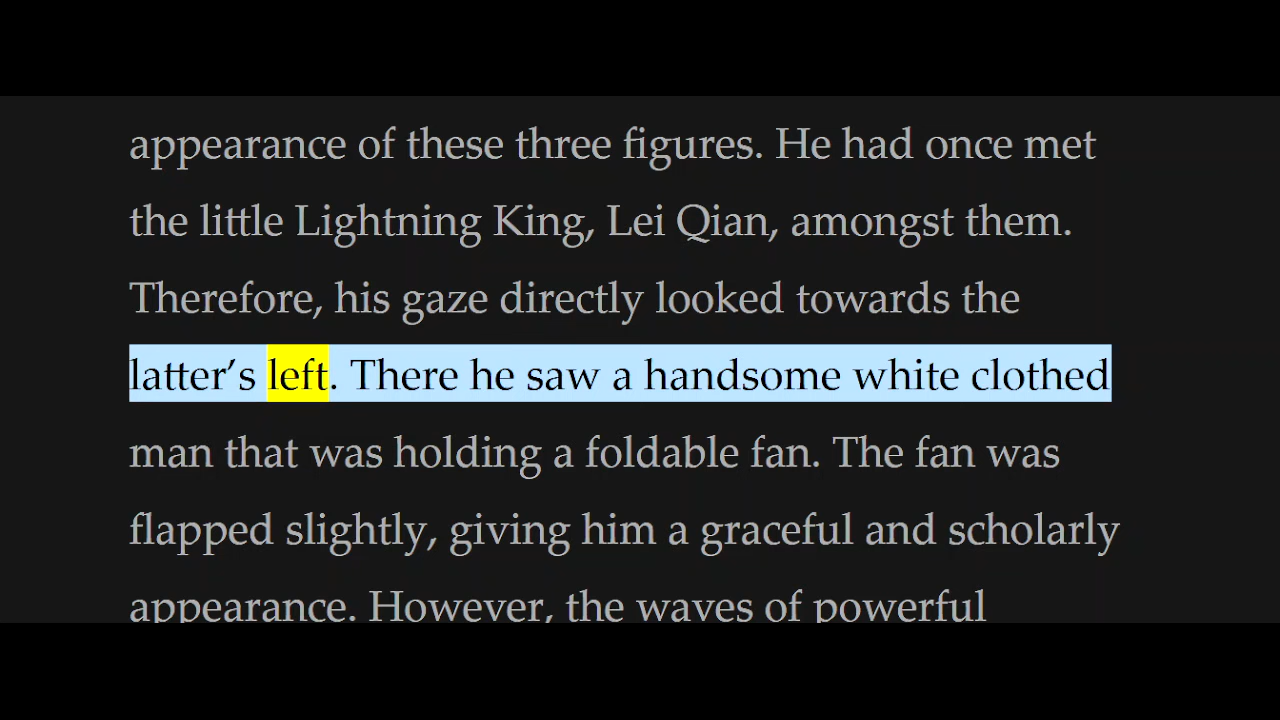 appearance of these three figures. He had once met
the little Lightning King, Lei Qian, amongst them.
Therefore, his gaze directly looked towards the
latter’s left. There he saw a handsome white clothed
man that was holding a foldable fan. The fan was
flapped slightly, giving him a graceful and scholarly
appearance. However, the waves of powerful